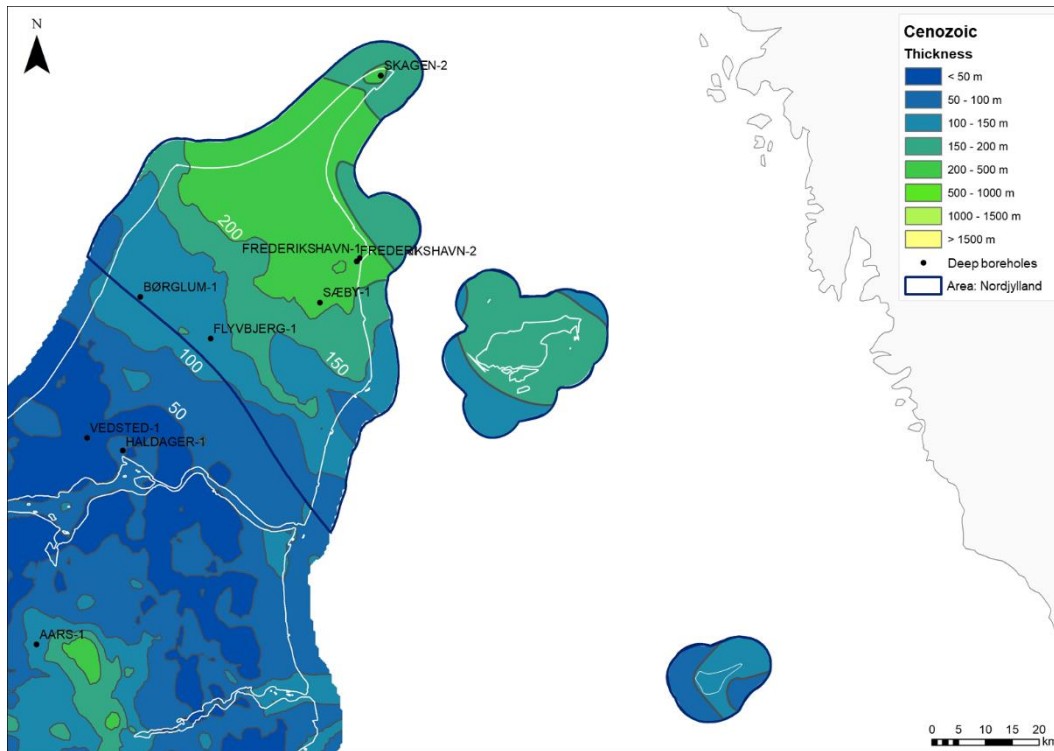 N
SKAGEN-2
200
FREDERIKSHAVN-1
FREDERIKSHAVN-2
BØRGLUM-1
SÆBY-1
FLYVBJERG-1
150
100
50
VEDSTED-1
HALDAGER-1
AARS-1
Cenozoic
Thickness
< 50 m
50 - 100 m
100 - 150 m
150 - 200 m
200 - 500 m
500 - 1000 m
1000 - 1500 m
> 1500 m
Deep boreholes
Area: Nordjylland
0 5 10 15 20
km